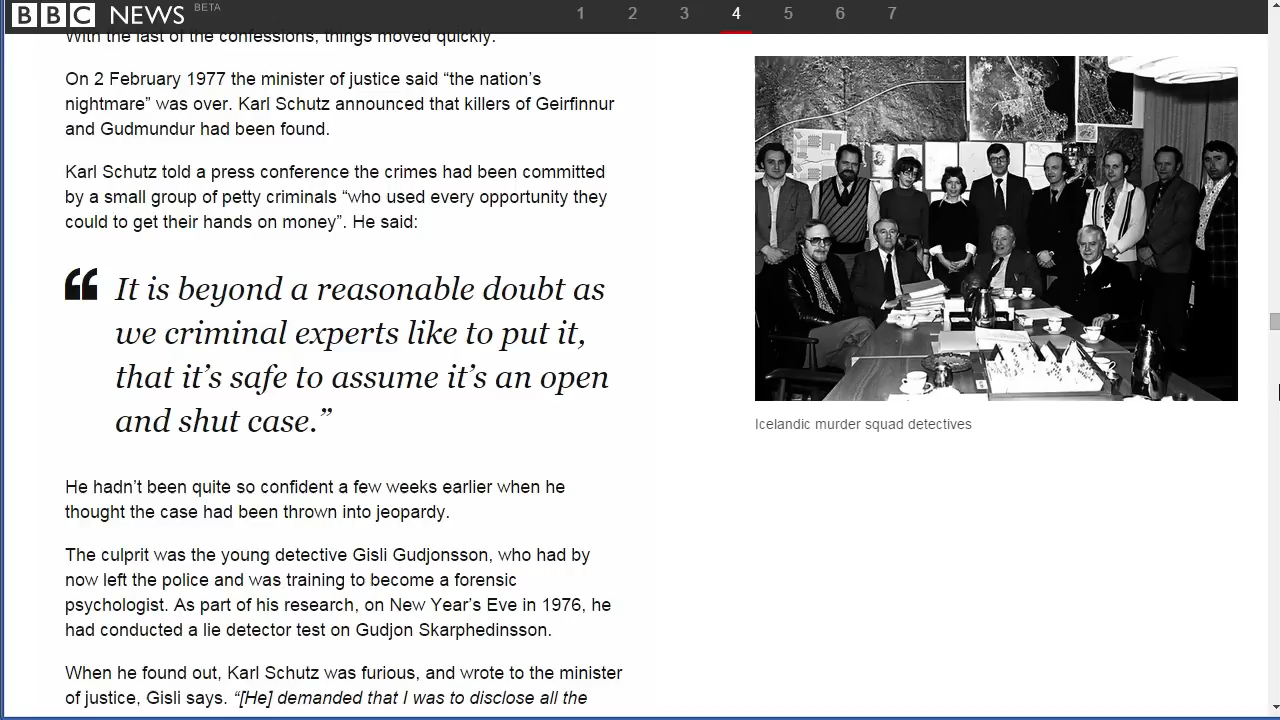 BBC NEWS BETA
1 2 3 4 5 6 7
With the last of the confessions, things moved quickly.
On 2 February 1977 the minister of justice said “the nation’s
nightmare” was over. Karl Schutz announced that killers of Geirfinnur
and Gudmundur had been found.
Karl Schutz told a press conference the crimes had been committed
by a small group of petty criminals “who used every opportunity they
could to get their hands on money”. He said:
“ It is beyond a reasonable doubt as
we criminal experts like to put it,
that it’s safe to assume it’s an open
and shut case.”
He hadn’t been quite so confident a few weeks earlier when he
thought the case had been thrown into jeopardy.
The culprit was the young detective Gisli Gudjonsson, who had by
now left the police and was training to become a forensic
psychologist. As part of his research, on New Year’s Eve in 1976, he
had conducted a lie detector test on Gudjon Skarphedinsson.
When he found out, Karl Schutz was furious, and wrote to the minister
of justice, Gisli says. “[He] demanded that I was to disclose all the
Icelandic murder squad detectives